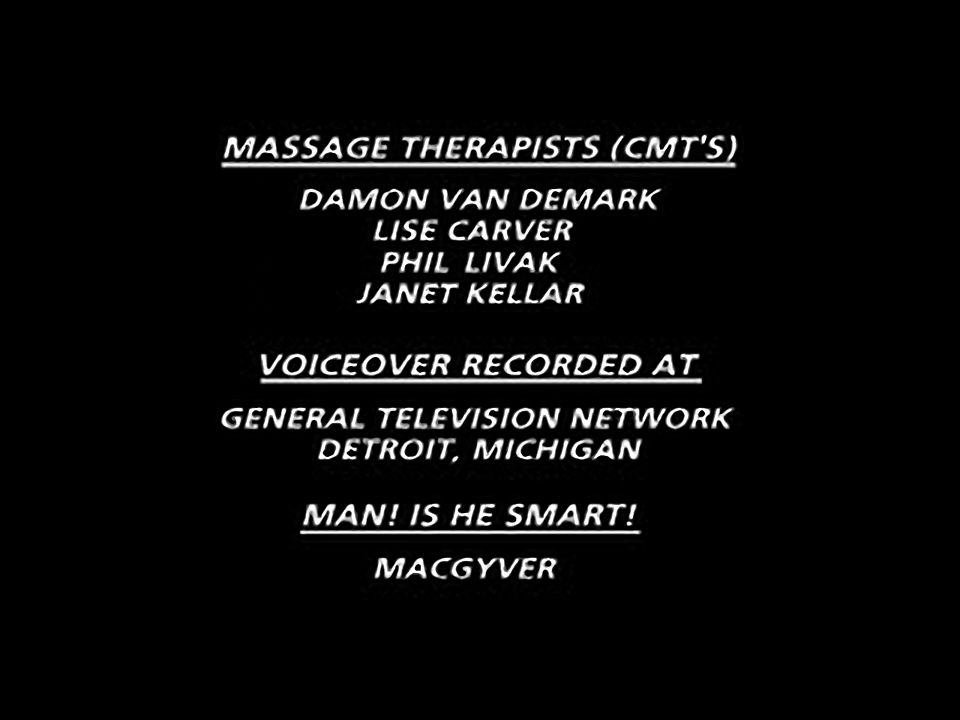 MASSAGE THERAPISTS (CMT'S)
DAMON VAN DEMARK
LISE CARVER
PHIL LIVAK
JANET KELLAR
VOICEOVER RECORDED AT
GENERAL TELEVISION NETWORK
DETROIT, MICHIGAN
MAN! IS HE SMART!
MACGYVER